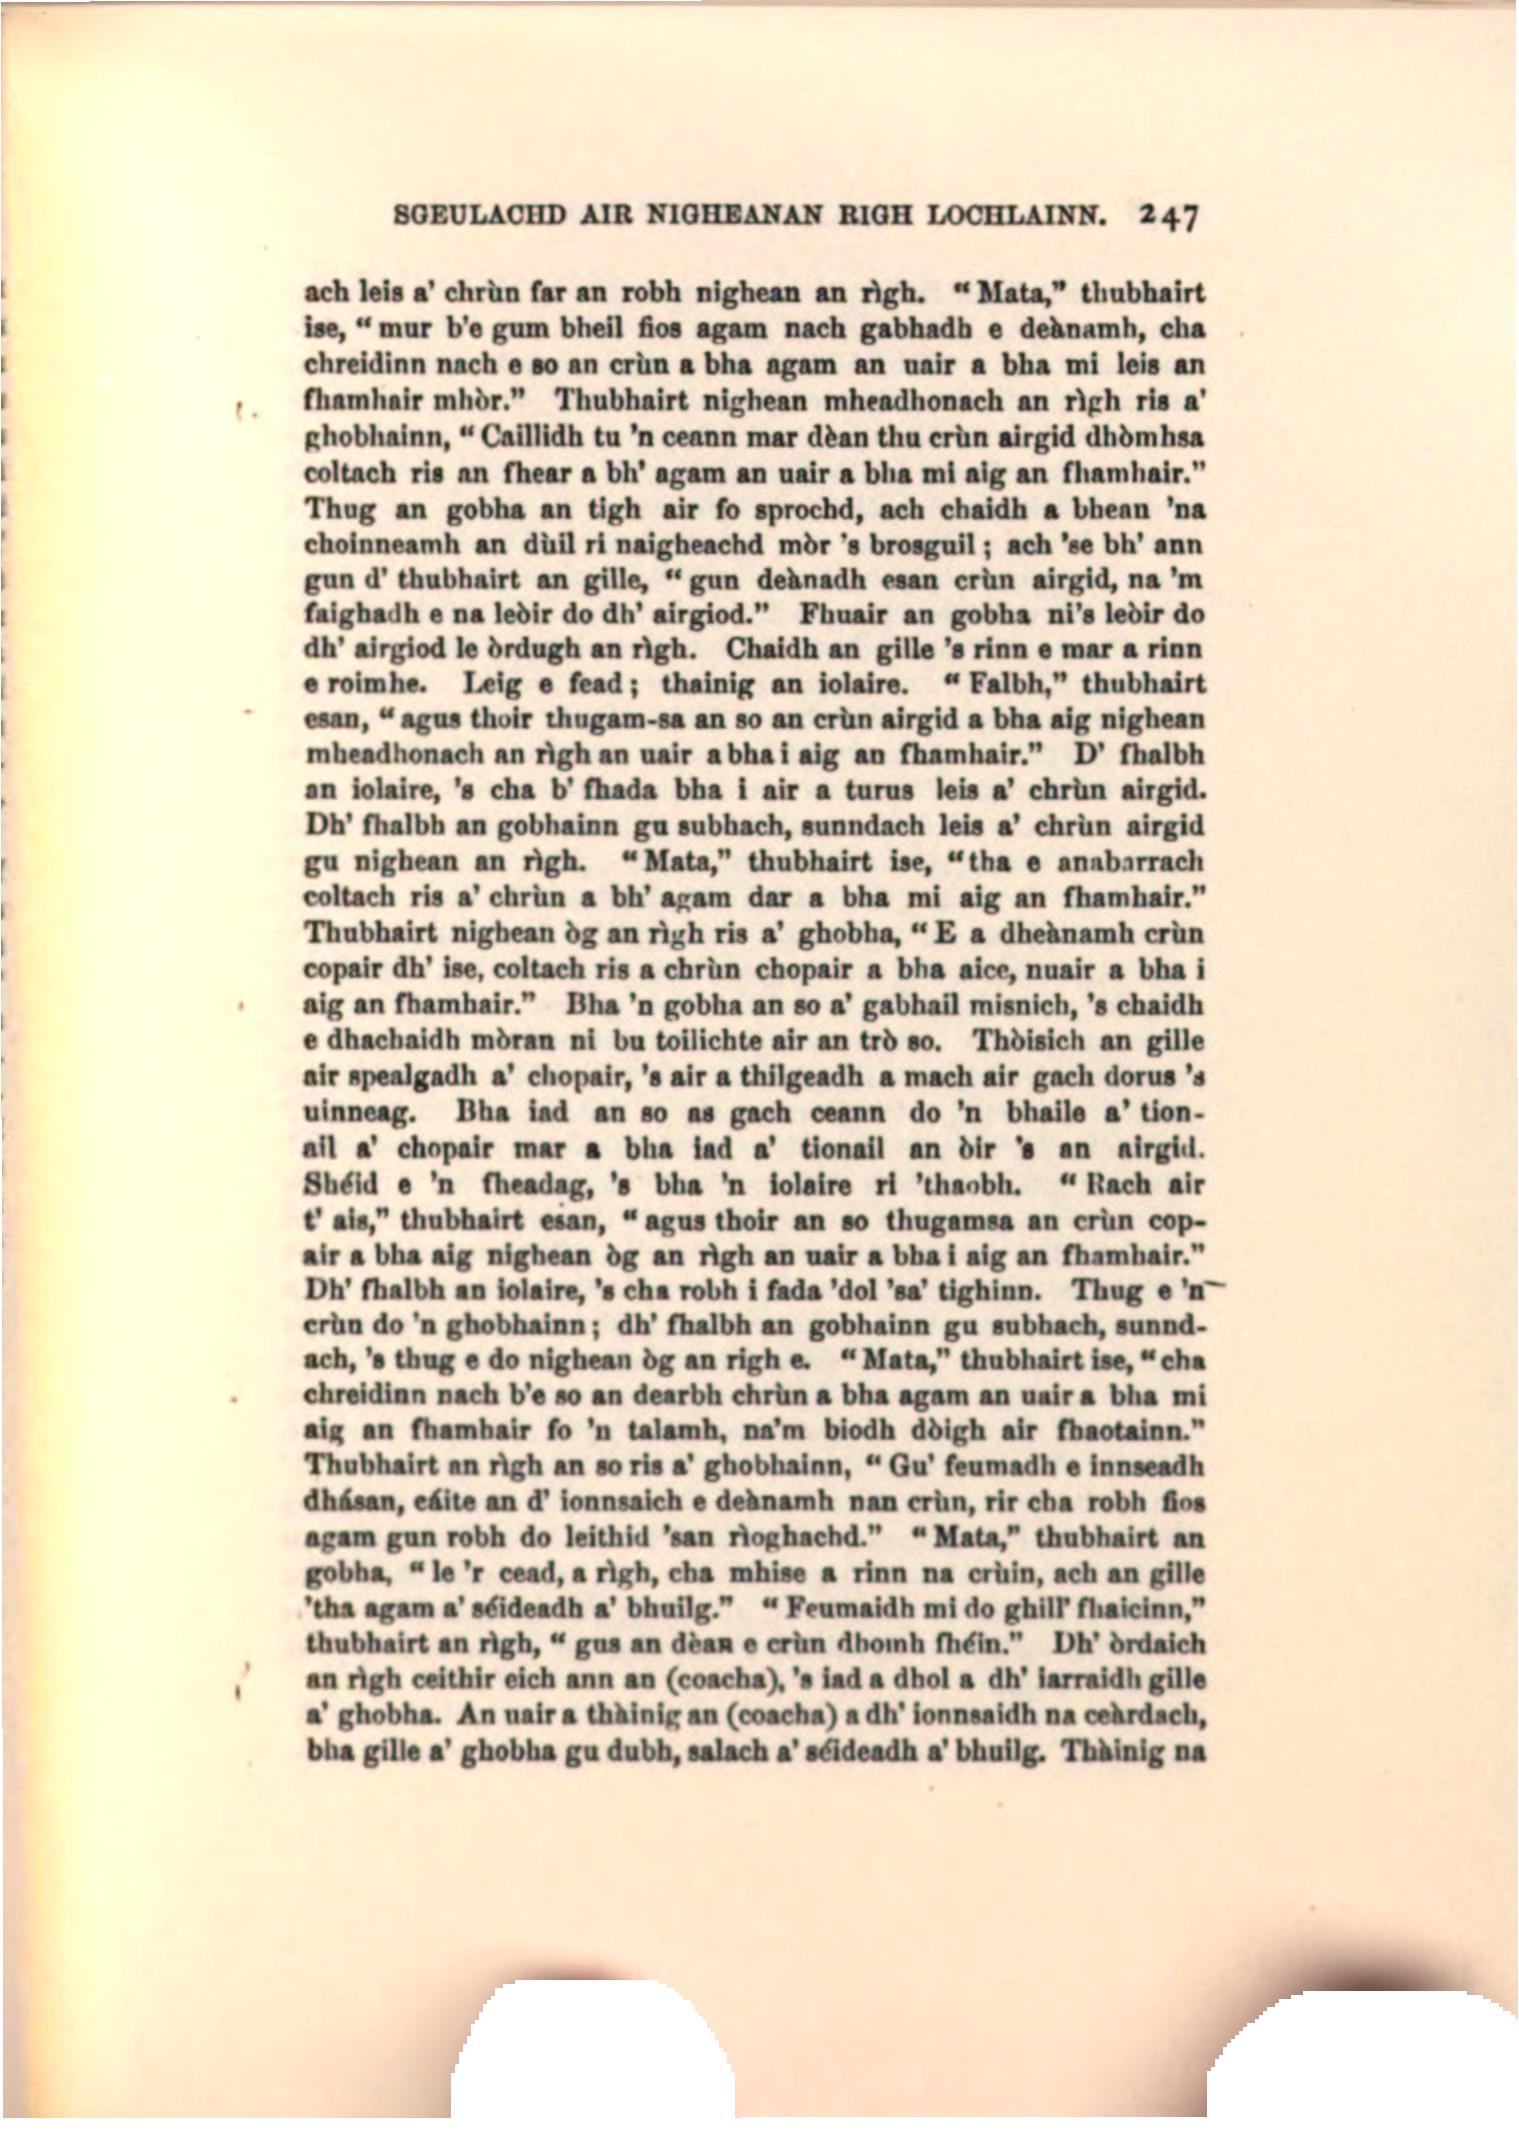 SGEULACHD AIR NIGHEANAN RIGH LOCHLAINN. 247
ach leis a' chrùn far an robh nighean an rìgh. “Mata,” thubhairt
ise, “mur b'e gum bheil fios agam nach gabhadh e deànamh, cha
chreidinn nach e so an crùn a bha agam an uair a bha mi leis an
fhamhair mhòr.” Thubhairt nighean mheadhonach an rìgh ris a'
ghobhainn, “Caillidh tu 'n ceann mar dèan thu crùn airgid dhòmhsa
coltach ris an fhear a bh' agam an uair a bha mi aig an fhamhair.”
Thug an gobha an tigh air fo sprochd, ach chaidh a bhean 'na
choinneamh an dùil ri naigheachd mòr 's brosguil; ach 'se bh' ann
gun d' thubhairt an gille, “gun deànadh esan crùn airgid, na 'm
faighadh e na leòir do dh' airgiod.” Fhuair an gobha ni's leòir do
dh' airgiod le òrdugh an rìgh. Chaidh an gille 's rinn e mar a rinn
e roimhe. Leig e fead; thainig an iolaire. “Falbh,” thubhairt
esan, “agus thoir thugam-sa an so an crùn airgid a bha aig nighean
mheadhonach an rìgh an uair a bha i aig an fhamhair.” D' fhalbh
an iolaire, 's cha b' fhada bha i air a turus leis a' chrùn airgid.
Dh' fhalbh an gobhainn gu subhach, sunndach leis a' chrùn airgid
gu nighean an rìgh. “Mata,” thubhairt ise, “tha e anabarrach
coltach ris a' chrùn a bh' agam dar a bha mi aig an fhamhair.”
Thubhairt nighean òg an rìgh ris a' ghobha, “E a dheànamh crùn
copair dh' ise, coltach ris a chrùn chopair a bha aice, nuair a bha i
aig an fhamhair.” Bha 'n gobha an so a' gabhail misnich, 's chaidh
e dhachaidh mòran ni bu toilichte air an trò so. Thòisich an gille
air spealgadh a' chopair, 's air a thilgeadh a mach air gach dorus 's
uinneag. Bha iad an so as gach ceann do 'n bhaile a' tion-
ail a' chopair mar a bha iad a' tionail an òir 's an airgid.
Shéid e 'n fheadag, 's bha 'n iolaire ri 'thaobh. “Rach air
t' ais,” thubhairt esan, “agus thoir an so thugamsa an crùn cop-
air a bha aig nighean òg an rìgh an uair a bha i aig an fhamhair.”
Dh' fhalbh an iolaire, 's cha robh i fada 'dol 'sa' tighinn. Thug e 'n
crùn do 'n ghobhainn; dh' fhalbh an gobhainn gu subhach, sunnd-
ach, 's thug e do nighean òg an righ e. “Mata,” thubhairt ise, “cha
chreidinn nach b'e so an dearbh chrùn a bha agam an uair a bha mi
aig an fhamhair fo 'n talamh, na'm biodh dòigh air fhaotainn.”
Thubhairt an rìgh an so ris a' ghobhainn, “Gu' feumadh e innseadh
dhásan, cáite an d' ionnsaich e deànamh nan crùn, rir cha robh fios
agam gun robh do leithid 'san rìoghachd.” “Mata,” thubhairt an
gobha, “le 'r cead, a rìgh, cha mhise a rinn na crùin, ach an gille
'tha agam a' séideadh a' bhuilg.” “Feumaidh mi do ghill' fhaicinn,”
thubhairt an rìgh, “gus an dèan e crùn dhomh fhéin.” Dh' òrdaich
an rìgh ceithir eich ann an (coacha), 's iad a dhol a dh' iarraidh gille
a' ghobha. An uair a thàinig an (coacha) a dh' ionnsaidh na ceàrdach,
bha gille a' ghobha gu dubh, salach a' séideadh a' bhuilg. Thàinig na